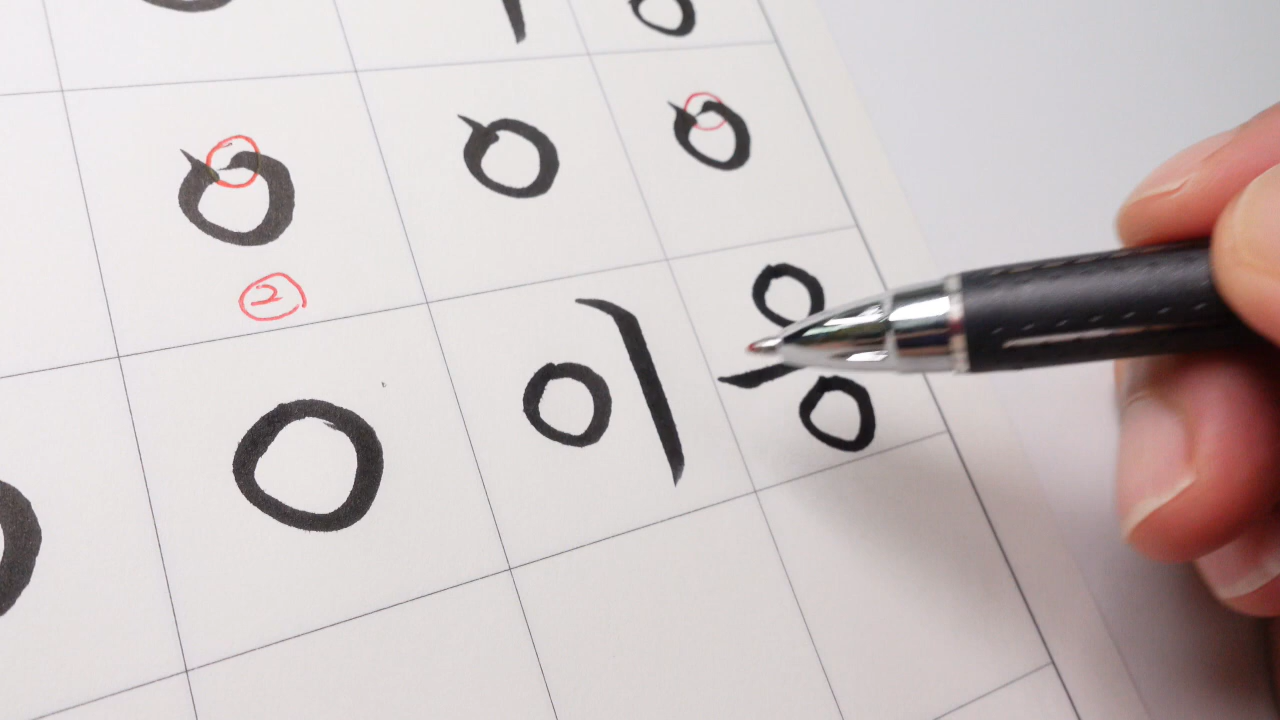 ㅇ ㅇ ㅇ
②
ㅇ 이 응